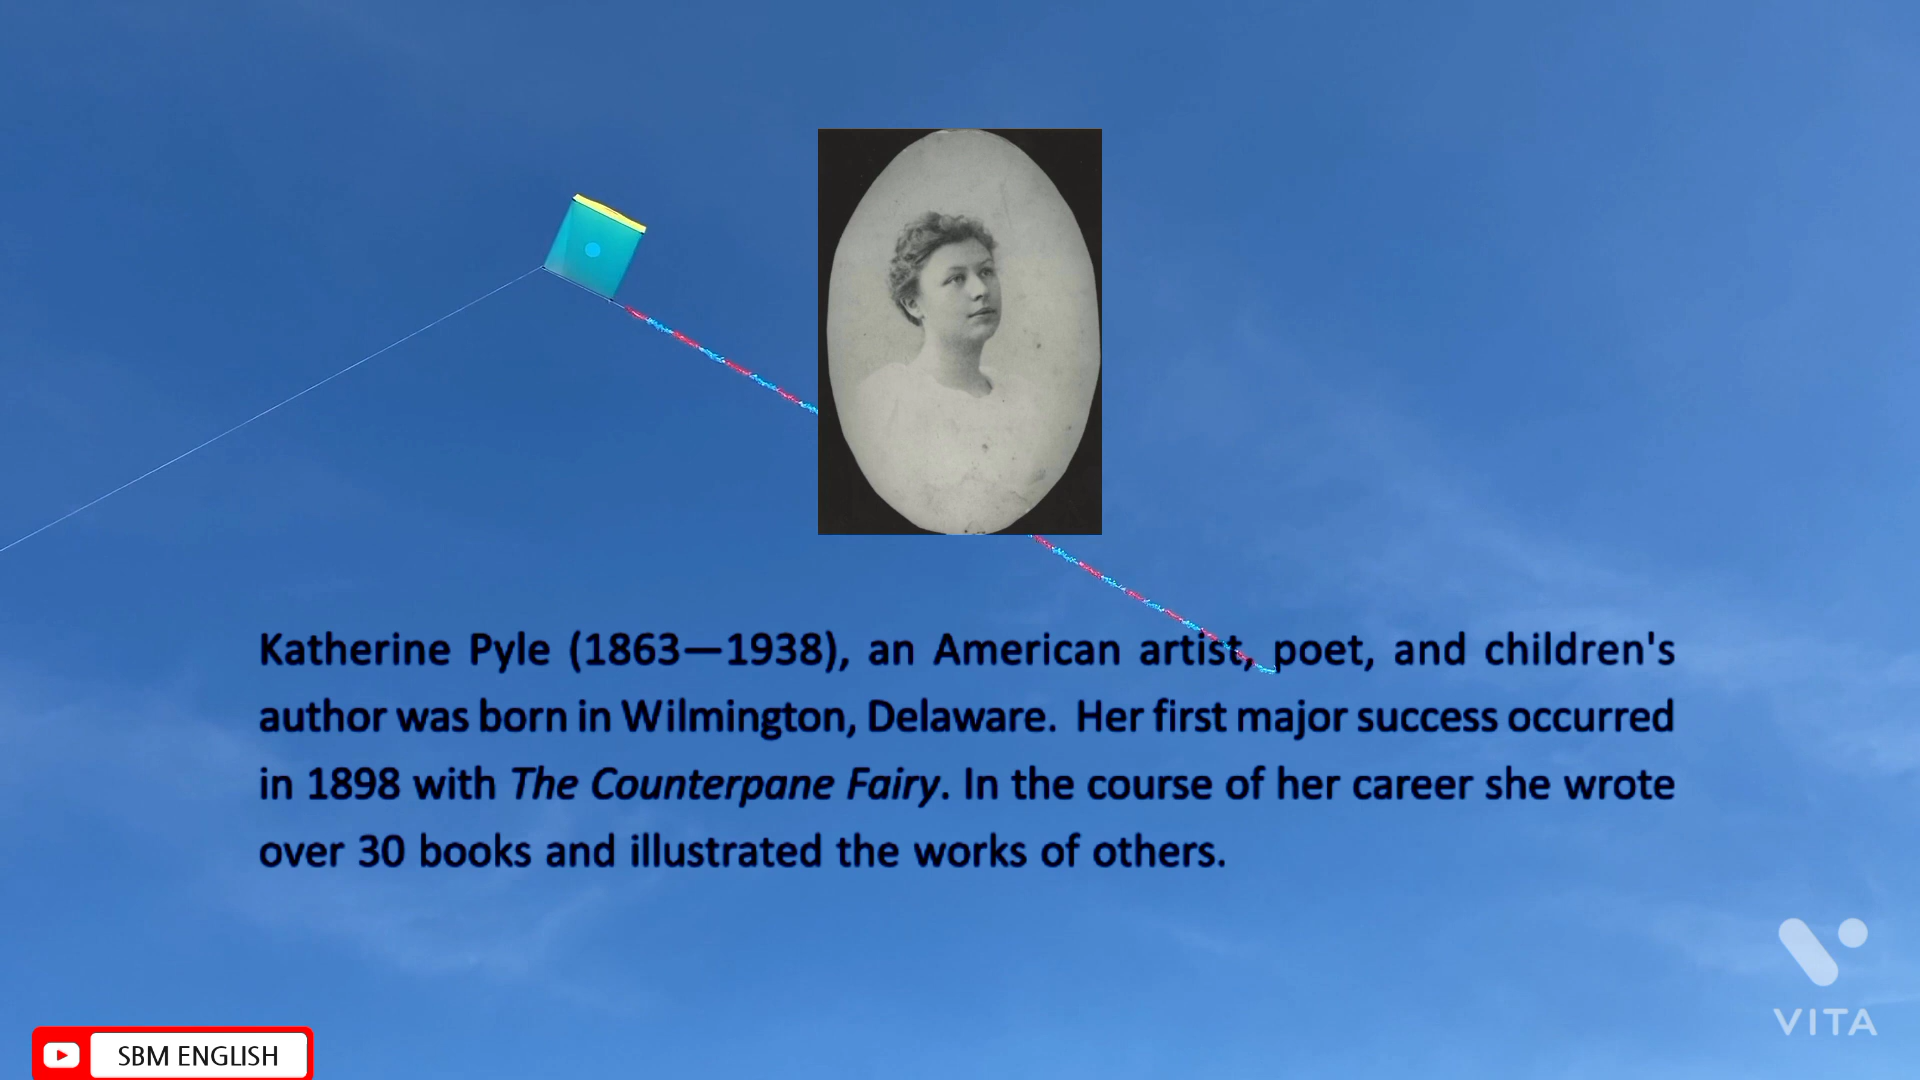 Katherine Pyle (1863—1938), an American artist, poet, and children's
author was born in Wilmington, Delaware. Her first major success occurred
in 1898 with The Counterpane Fairy. In the course of her career she wrote
over 30 books and illustrated the works of others.
VITA
SBM ENGLISH